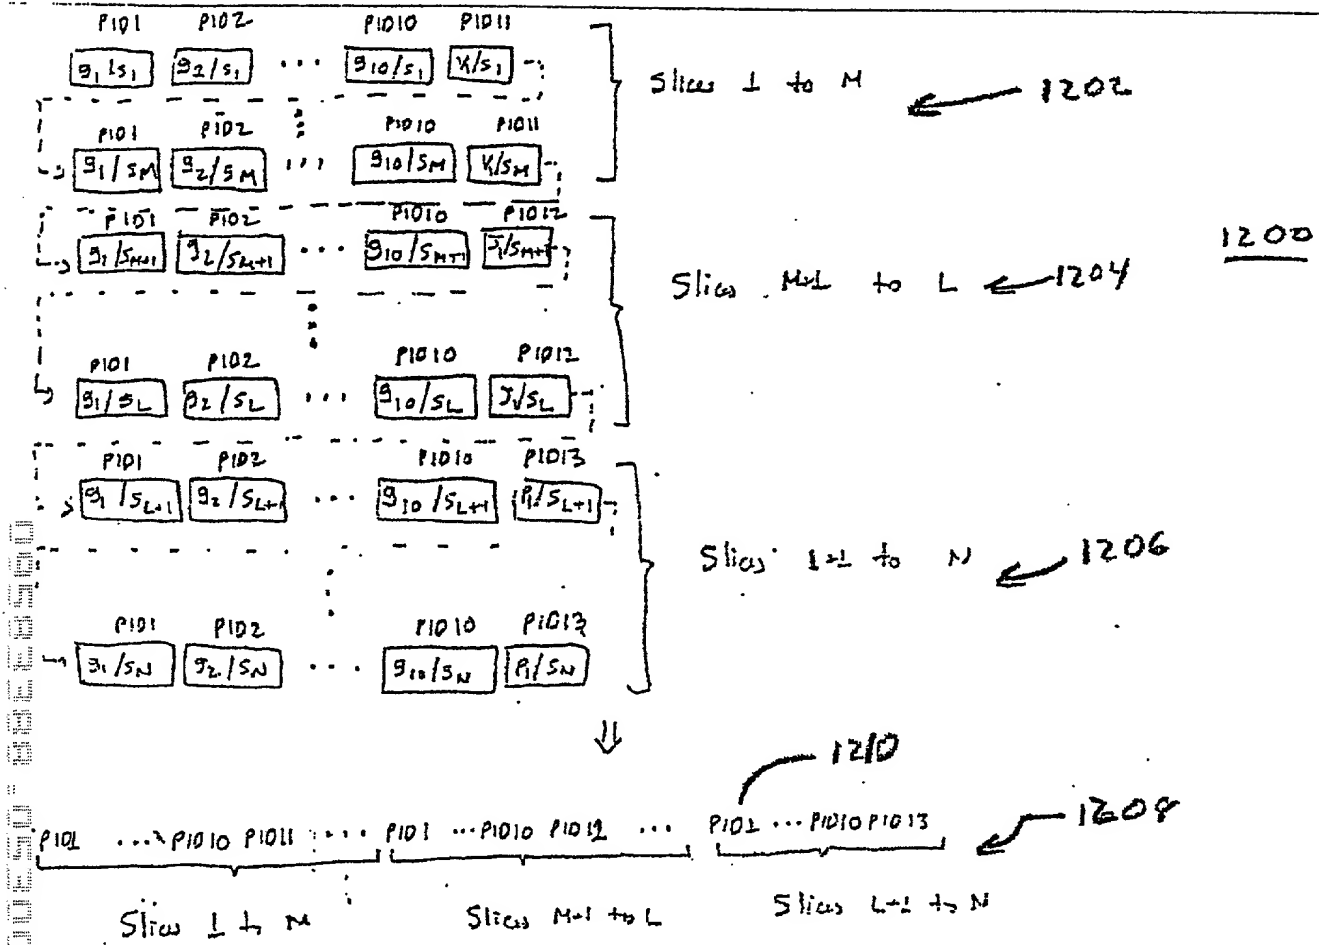 PID1 PID2 PID10 PID11
g1/s1 g2/s1 ... g10/s1 V1/s1
Slices 1 to M
1202
PID1 PID2 PID10 PID11
g1/sM g2/sM ... g10/sM V1/sM
PID1 PID2 PID10 PID12
g1/sM+1 g2/sM+1 ... g10/sM+1 /sM+1
1200
Slices M+1 to L
1204
PID1 PID2 PID10 PID12
g1/sL g2/sL ... g10/sL /sL
PID1 PID2 PID10 PID13
g1/sL+1 g2/sL+1 ... g10/sL+1 P1/sL+1
Slices L+1 to N
1206
PID1 PID2 PID10 PID13
g1/sN g2/sN ... g10/sN P1/sN
1210
1208
PID1 ... PID10 PID11 .... PID1 ... PID10 PID12 ... PID1 ... PID10 PID13
Slices 1 to M Slices M+1 to L Slices L+1 to N